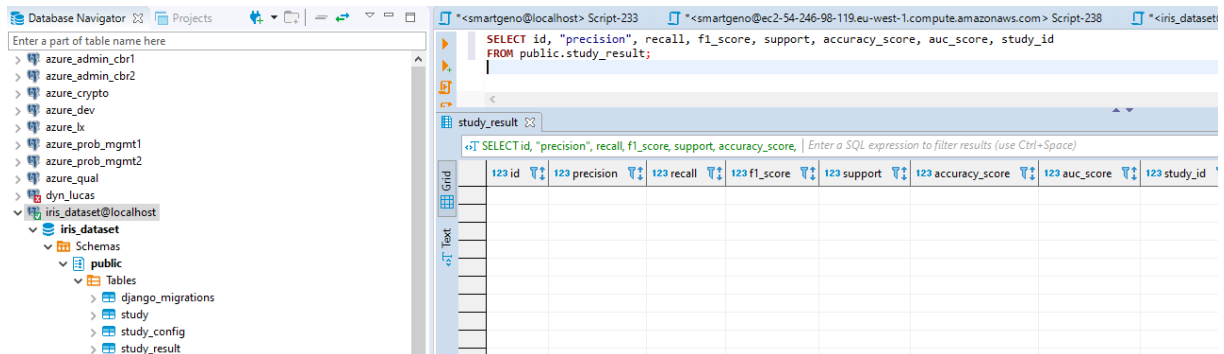 Database Navigator Projects
Enter a part of table name here
azure_admin_cbr1
azure_admin_cbr2
azure_crypto
azure_dev
azure_lx
azure_prob_mgmt1
azure_prob_mgmt2
azure_qual
dyn_lucas
iris_dataset@localhost
iris_dataset
Schemas
public
Tables
django_migrations
study
study_config
study_result
*<smartgeno@localhost> Script-233 *<smartgeno@ec2-54-246-98-119.eu-west-1.compute.amazonaws.com> Script-238 *<iris_dataset
SELECT id, "precision", recall, f1_score, support, accuracy_score, auc_score, study_id
FROM public.study_result;
study_result
SELECT id, "precision", recall, f1_score, support, accuracy_score, Enter a SQL expression to filter results (use Ctrl+Space)
Grid
Text
123 id 123 precision 123 recall 123 f1_score 123 support 123 accuracy_score 123 auc_score 123 study_id